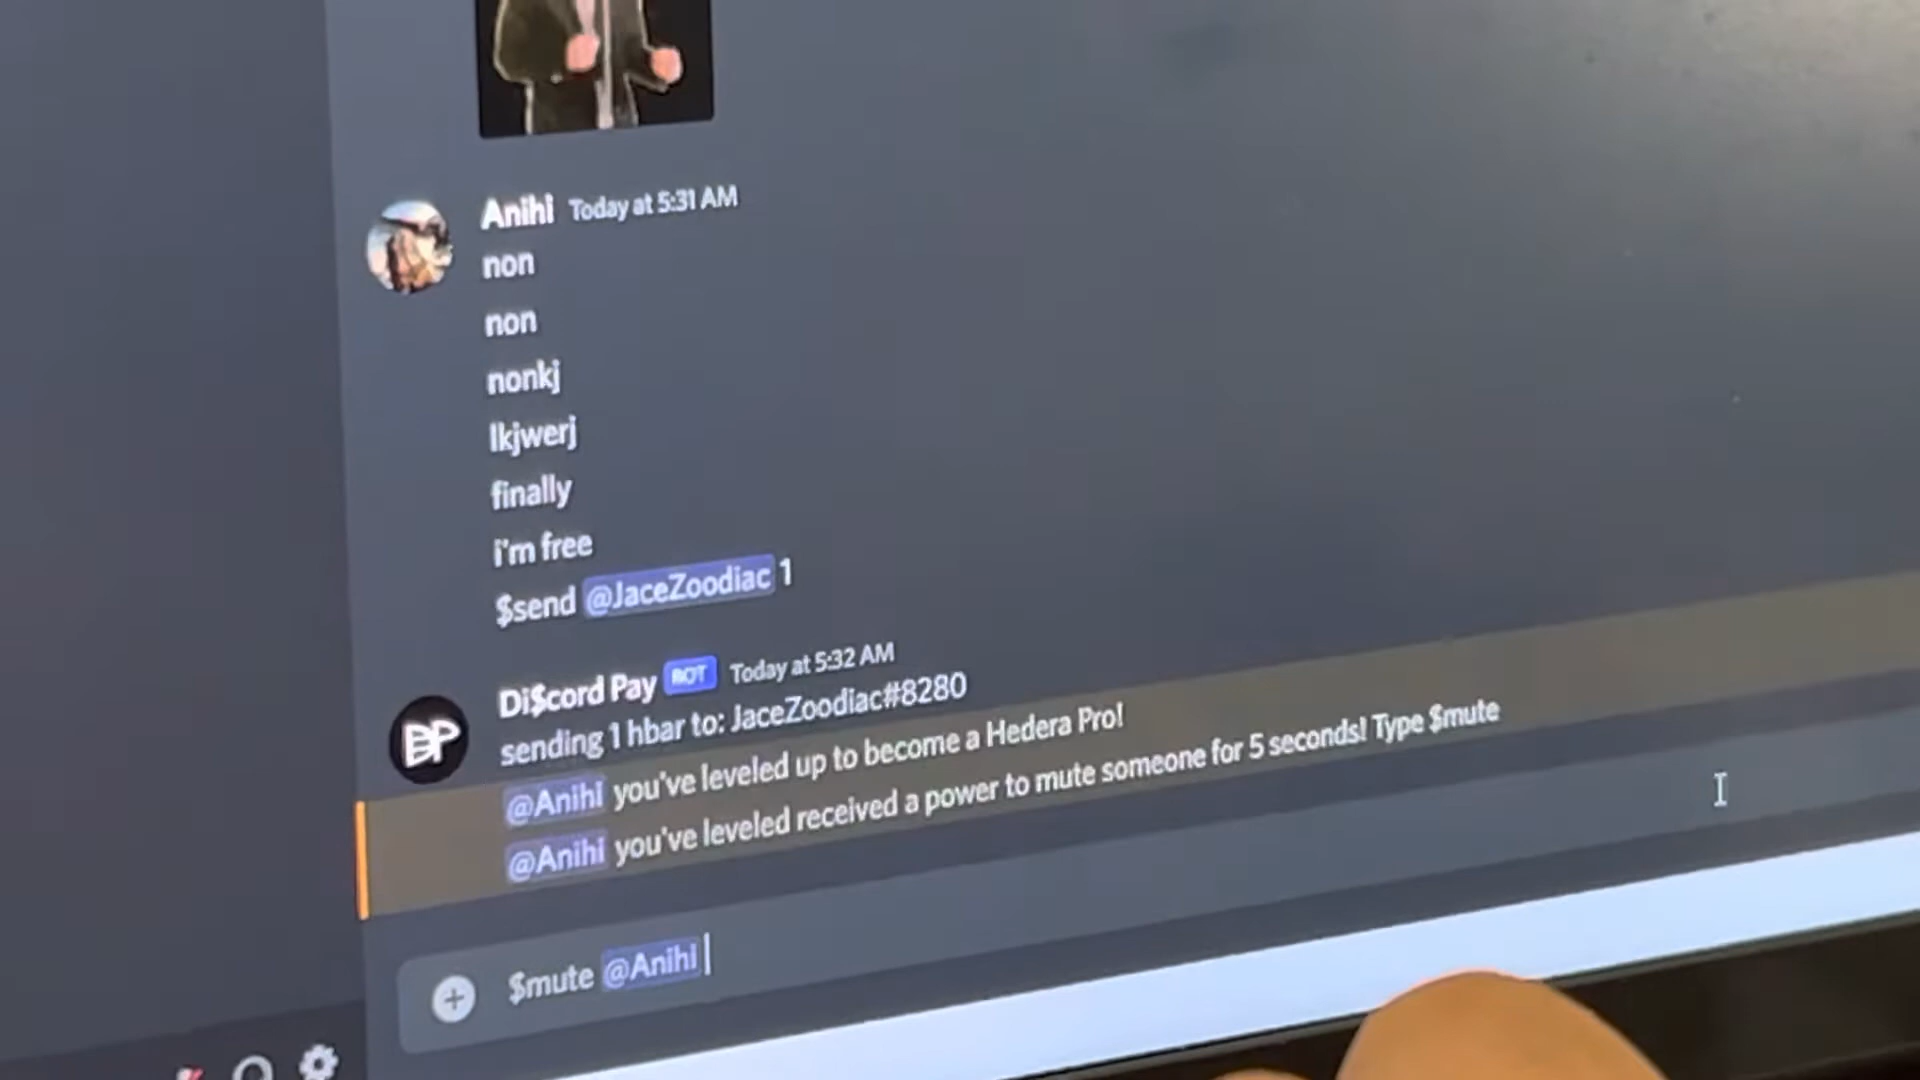 Anihi Today at 5:31 AM
non
non
nonkj
lkjwerj
finally
i'm free
$send @JaceZoodiac 1
Di$cord Pay BOT Today at 5:32 AM
DP
sending 1 hbar to: JaceZoodiac#8280
@Anihi you've leveled up to become a Hedera Pro!
@Anihi you've leveled received a power to mute someone for 5 seconds! Type $mute
$mute @Anihi